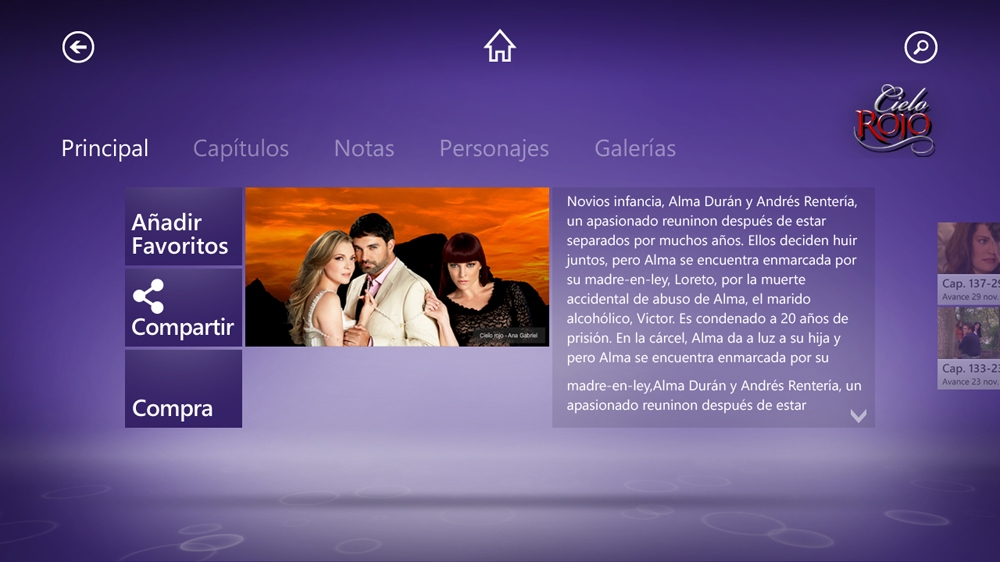 Cielo
Rojo
Principal
Capítulos
Notas
Personajes
Galerías
Añadir
Favoritos
Compartir
Compra
Cielo rojo - Ana Gabriel
Novios infancia, Alma Durán y Andrés Rentería,
un apasionado reuninon después de estar
separados por muchos años. Ellos deciden huir
juntos, pero Alma se encuentra enmarcada por
su madre-en-ley, Loreto, por la muerte
accidental de abuso de Alma, el marido
alcohólico, Victor. Es condenado a 20 años de
prisión. En la cárcel, Alma da a luz a su hija y
pero Alma se encuentra enmarcada por su
madre-en-ley,Alma Durán y Andrés Rentería, un
apasionado reuninon después de estar
Cap. 137-29
Avance 29 nov.
Cap. 133-23
Avance 23 nov.